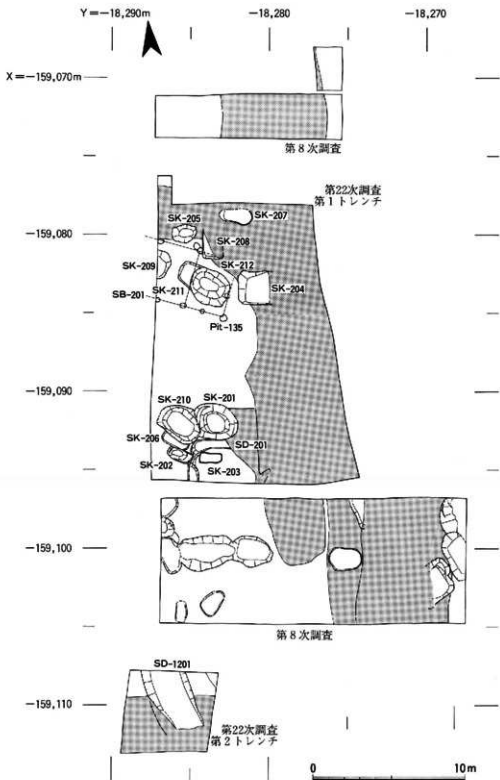 Y=-18,290m
-18,280
-18,270
X=-159,070m
第8次調査
第22次調査
第1トレンチ
SK-205
SK-207
-159,080
SK-208
SK-209
SK-212
SK-211
SK-204
SB-201
Pit-135
-159,090
SK-210
SK-201
SK-206
SD-201
SK-202
SK-203
-159,100
第8次調査
SD-1201
-159,110
第22次調査
第2トレンチ
0
10m